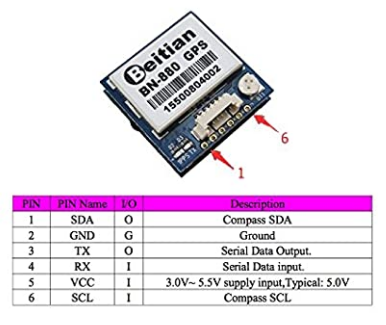 Beitian
BN-880 GPS
15500804002
6
PPS TX
1
PIN PIN Name I/O Description
1 SDA O Compass SDA
2 GND G Ground
3 TX O Serial Data Output.
4 RX I Serial Data input.
5 VCC I 3.0V~ 5.5V supply input,Typical: 5.0V
6 SCL I Compass SCL